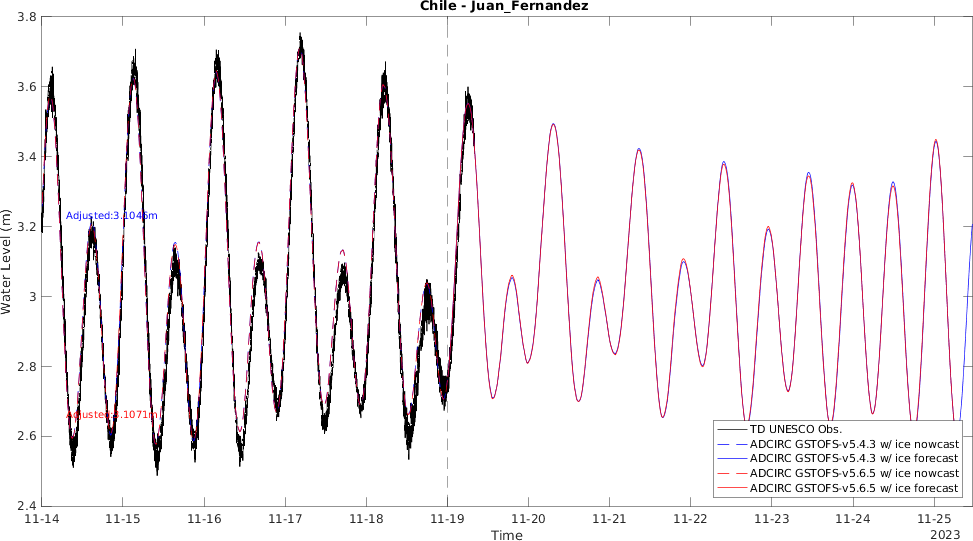 Chile - Juan_Fernandez
3.8
3.6
3.4
3.2
3
2.8
2.6
2.4
Water Level (m)
Adjusted:3.1046m
Adjusted:3.1071m
TD UNESCO Obs.
ADCIRC GSTOFS-v5.4.3 w/ ice nowcast
ADCIRC GSTOFS-v5.4.3 w/ ice forecast
ADCIRC GSTOFS-v5.6.5 w/ ice nowcast
ADCIRC GSTOFS-v5.6.5 w/ ice forecast
11-14 11-15 11-16 11-17 11-18 11-19 11-20 11-21 11-22 11-23 11-24 11-25
2023
Time